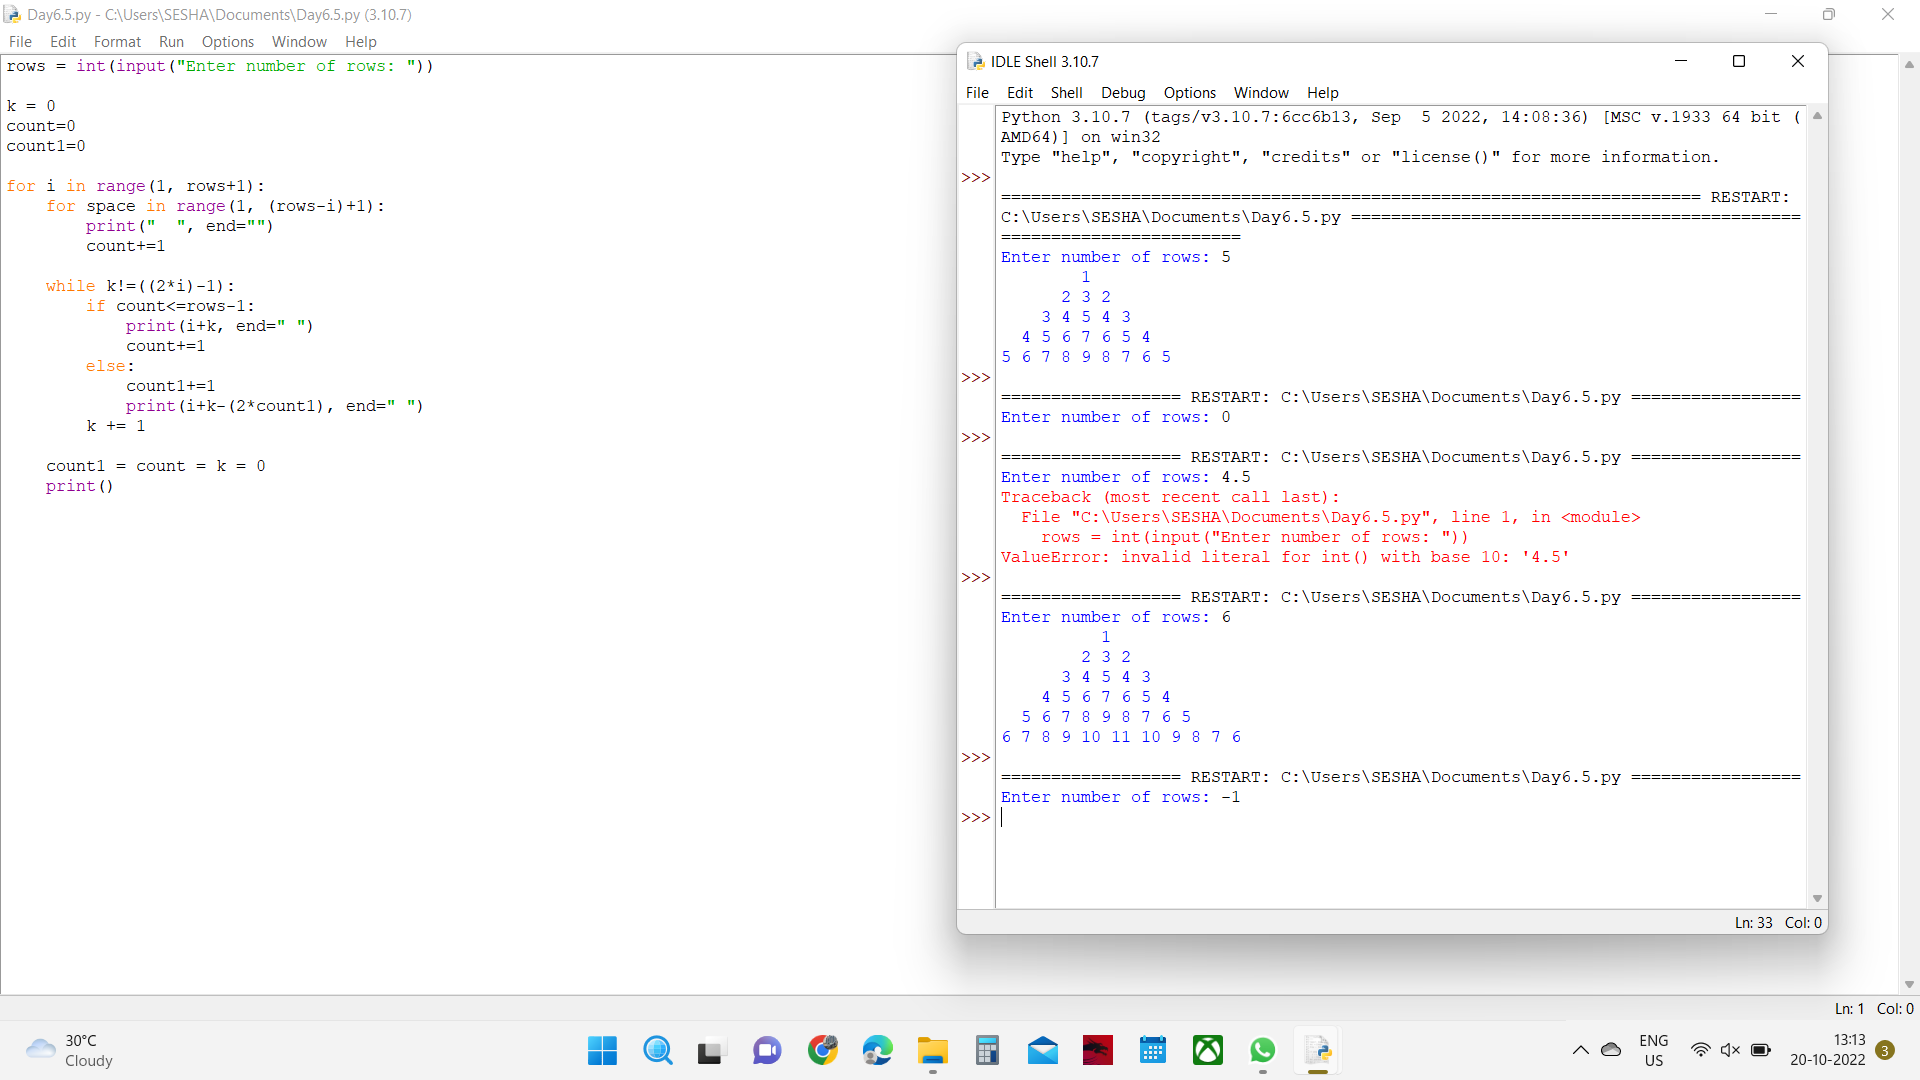 Day6.5.py - C:\Users\SESHA\Documents\Day6.5.py (3.10.7)
File Edit Format Run Options Window Help
rows = int(input("Enter number of rows: "))
k = 0
count=0
count1=0
for i in range(1, rows+1):
    for space in range(1, (rows-i)+1):
        print("  ", end="")
        count+=1
    while k!=((2*i)-1):
        if count<=rows-1:
            print(i+k, end=" ")
            count+=1
        else:
            count1+=1
            print(i+k-(2*count1), end=" ")
        k += 1
    count1 = count = k = 0
    print()
Ln: 1 Col: 0
IDLE Shell 3.10.7
File Edit Shell Debug Options Window Help
Python 3.10.7 (tags/v3.10.7:6cc6b13, Sep  5 2022, 14:08:36) [MSC v.1933 64 bit (
AMD64)] on win32
Type "help", "copyright", "credits" or "license()" for more information.
>>>
====================================================================== RESTART:
C:\Users\SESHA\Documents\Day6.5.py =============================================
========================
Enter number of rows: 5
        1
      2 3 2
    3 4 5 4 3
  4 5 6 7 6 5 4
5 6 7 8 9 8 7 6 5
>>>
================== RESTART: C:\Users\SESHA\Documents\Day6.5.py =================
Enter number of rows: 0
>>>
================== RESTART: C:\Users\SESHA\Documents\Day6.5.py =================
Enter number of rows: 4.5
Traceback (most recent call last):
  File "C:\Users\SESHA\Documents\Day6.5.py", line 1, in <module>
    rows = int(input("Enter number of rows: "))
ValueError: invalid literal for int() with base 10: '4.5'
>>>
================== RESTART: C:\Users\SESHA\Documents\Day6.5.py =================
Enter number of rows: 6
          1
        2 3 2
      3 4 5 4 3
    4 5 6 7 6 5 4
  5 6 7 8 9 8 7 6 5
6 7 8 9 10 11 10 9 8 7 6
>>>
================== RESTART: C:\Users\SESHA\Documents\Day6.5.py =================
Enter number of rows: -1
>>>
Ln: 33 Col: 0
30°C
Cloudy
ENG
US
13:13
20-10-2022
3